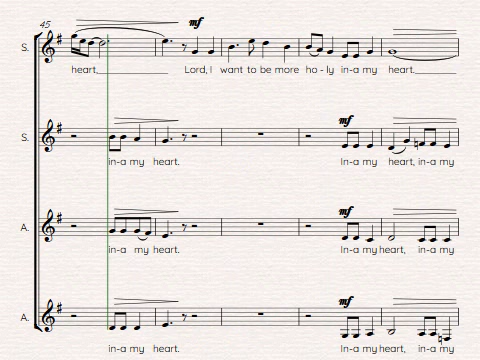 45
mf
S.
heart, Lord, I want to be more ho - ly in-a my heart.
S.
mf
in-a my heart. In-a my heart, in-a my
A.
mf
in-a my heart. In-a my heart, in-a my
A.
mf
in-a my heart. In-a my heart, in-a my